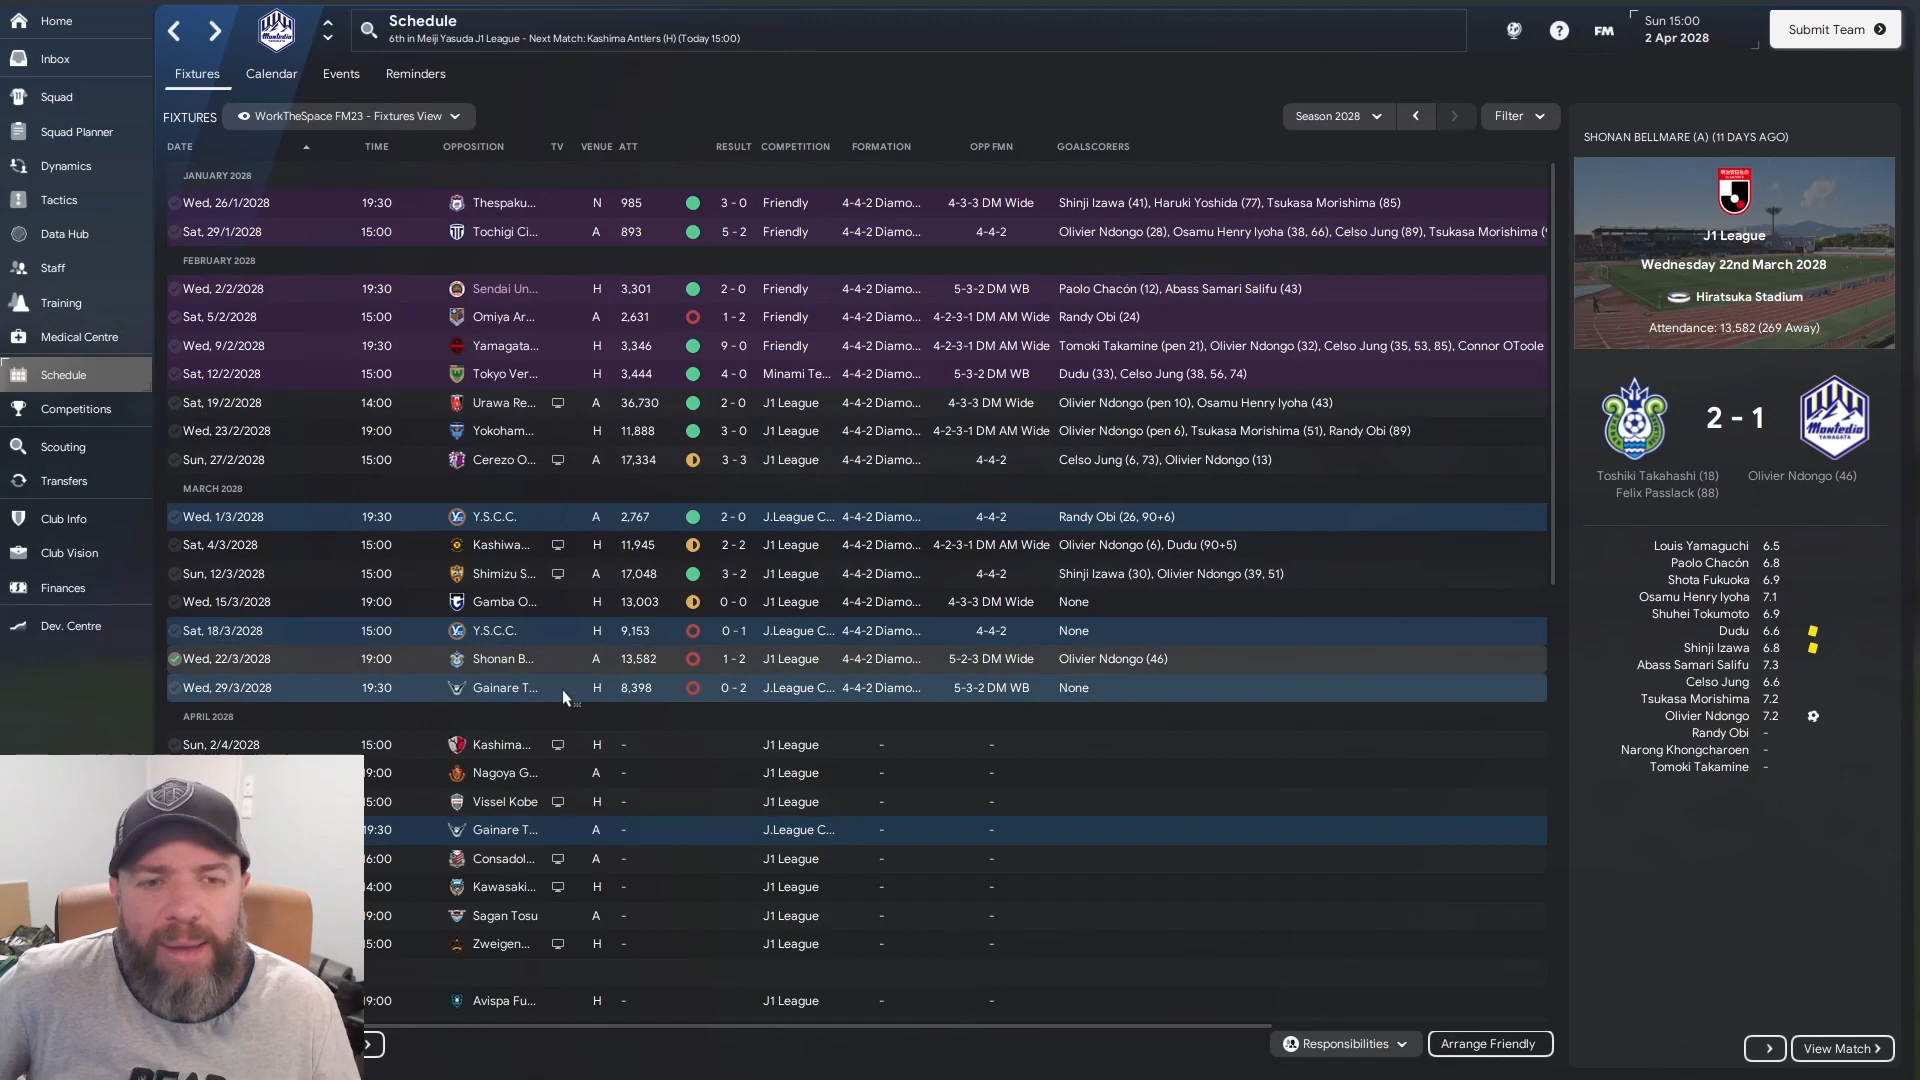 Home
Inbox
Squad
Squad Planner
Dynamics
Tactics
Data Hub
Staff
Training
Medical Centre
Schedule
Competitions
Scouting
Transfers
Club Info
Club Vision
Finances
Dev. Centre
Schedule
6th in Meiji Yasuda J1 League - Next Match: Kashima Antlers (H) (Today 15:00)
FM
Sun 15:00
2 Apr 2028
Submit Team
Fixtures Calendar Events Reminders
FIXTURES WorkTheSpace FM23 - Fixtures View Season 2028 Filter
DATE TIME OPPOSITION TV VENUE ATT RESULT COMPETITION FORMATION OPP FMN GOALSCORERS
JANUARY 2028
Wed, 26/1/2028 19:30 Thespaku... N 985 3 - 0 Friendly 4-4-2 Diamo... 4-3-3 DM Wide Shinji Izawa (41), Haruki Yoshida (77), Tsukasa Morishima (85)
Sat, 29/1/2028 15:00 Tochigi Ci... A 893 5 - 2 Friendly 4-4-2 Diamo... 4-4-2 Olivier Ndongo (28), Osamu Henry Iyoha (38, 66), Celso Jung (89), Tsukasa Morishima (
FEBRUARY 2028
Wed, 2/2/2028 19:30 Sendai Un... H 3,301 2 - 0 Friendly 4-4-2 Diamo... 5-3-2 DM WB Paolo Chacón (12), Abass Samari Salifu (43)
Sat, 5/2/2028 15:00 Omiya Ar... A 2,631 1 - 2 Friendly 4-4-2 Diamo... 4-2-3-1 DM AM Wide Randy Obi (24)
Wed, 9/2/2028 19:30 Yamagata... H 3,346 9 - 0 Friendly 4-4-2 Diamo... 4-2-3-1 DM AM Wide Tomoki Takamine (pen 21), Olivier Ndongo (32), Celso Jung (35, 53, 85), Connor OToole
Sat, 12/2/2028 15:00 Tokyo Ver... H 3,444 4 - 0 Minami Te... 4-4-2 Diamo... 5-3-2 DM WB Dudu (33), Celso Jung (38, 56, 74)
Sat, 19/2/2028 14:00 Urawa Re... A 36,730 2 - 0 J1 League 4-4-2 Diamo... 4-3-3 DM Wide Olivier Ndongo (pen 10), Osamu Henry Iyoha (43)
Wed, 23/2/2028 19:00 Yokoham... H 11,888 3 - 0 J1 League 4-4-2 Diamo... 4-2-3-1 DM AM Wide Olivier Ndongo (pen 6), Tsukasa Morishima (51), Randy Obi (89)
Sun, 27/2/2028 15:00 Cerezo O... A 17,334 3 - 3 J1 League 4-4-2 Diamo... 4-4-2 Celso Jung (6, 73), Olivier Ndongo (13)
MARCH 2028
Wed, 1/3/2028 19:30 Y.S.C.C. A 2,767 2 - 0 J.League C... 4-4-2 Diamo... 4-4-2 Randy Obi (26, 90+6)
Sat, 4/3/2028 15:00 Kashiwa... H 11,945 2 - 2 J1 League 4-4-2 Diamo... 4-2-3-1 DM AM Wide Olivier Ndongo (6), Dudu (90+5)
Sun, 12/3/2028 15:00 Shimizu S... A 17,048 3 - 2 J1 League 4-4-2 Diamo... 4-4-2 Shinji Izawa (30), Olivier Ndongo (39, 51)
Wed, 15/3/2028 19:00 Gamba O... H 13,003 0 - 0 J1 League 4-4-2 Diamo... 4-3-3 DM Wide None
Sat, 18/3/2028 15:00 Y.S.C.C. H 9,153 0 - 1 J.League C... 4-4-2 Diamo... 4-4-2 None
Wed, 22/3/2028 19:00 Shonan B... A 13,582 1 - 2 J1 League 4-4-2 Diamo... 5-2-3 DM Wide Olivier Ndongo (46)
Wed, 29/3/2028 19:30 Gainare T... H 8,398 0 - 2 J.League C... 4-4-2 Diamo... 5-3-2 DM WB None
APRIL 2028
Sun, 2/4/2028 15:00 Kashima... H - J1 League - -
9:00 Nagoya G... A - J1 League - -
5:00 Vissel Kobe H - J1 League - -
9:30 Gainare T... A - J.League C... - -
6:00 Consadol... A - J1 League - -
4:00 Kawasaki... H - J1 League - -
9:00 Sagan Tosu A - J1 League - -
5:00 Zweigen... H - J1 League - -
9:00 Avispa Fu... H - J1 League - -
Responsibilities Arrange Friendly
SHONAN BELLMARE (A) (11 DAYS AGO)
J1 League
Wednesday 22nd March 2028
Hiratsuka Stadium
Attendance: 13,582 (269 Away)
2 - 1
Montedio
YAMAGATA
Toshiki Takahashi (18) Olivier Ndongo (46)
Felix Passlack (88)
Louis Yamaguchi 6.5
Paolo Chacón 6.8
Shota Fukuoka 6.9
Osamu Henry Iyoha 7.1
Shuhei Tokumoto 6.9
Dudu 6.6
Shinji Izawa 6.8
Abass Samari Salifu 7.3
Celso Jung 6.6
Tsukasa Morishima 7.2
Olivier Ndongo 7.2
Randy Obi -
Narong Khongcharoen -
Tomoki Takamine -
View Match